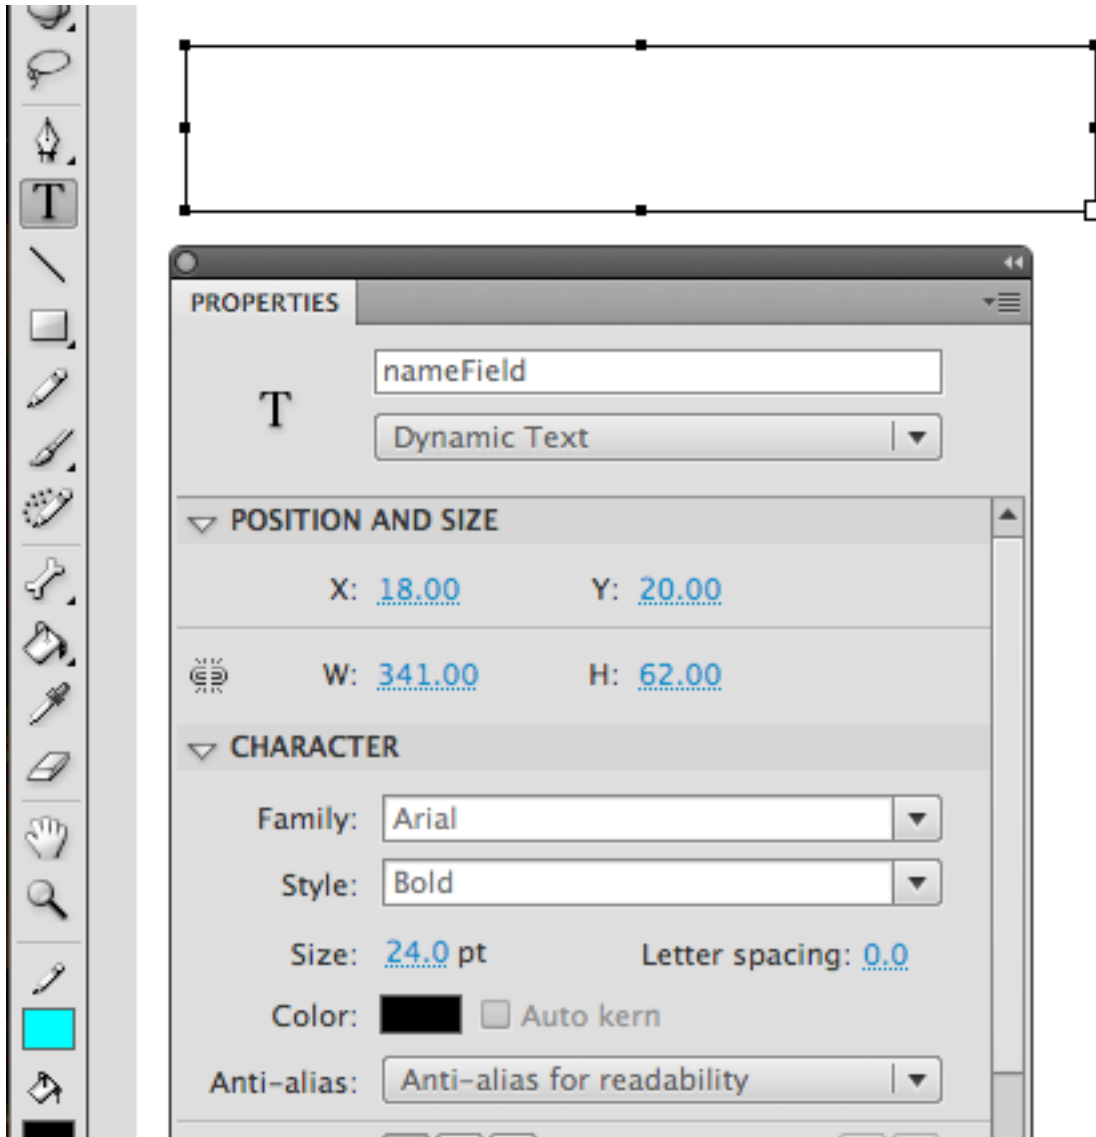 T
PROPERTIES
nameField
T
Dynamic Text
POSITION AND SIZE
X: 18.00 Y: 20.00
W: 341.00 H: 62.00
CHARACTER
Family: Arial
Style: Bold
Size: 24.0 pt Letter spacing: 0.0
Color: Auto kern
Anti-alias: Anti-alias for readability